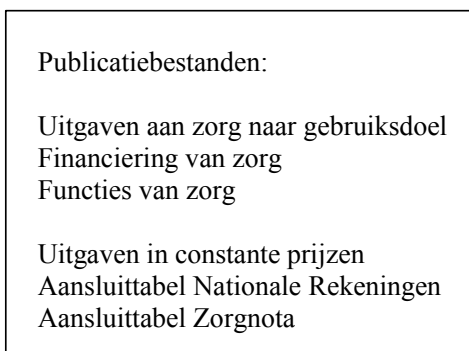 Publicatiebestanden:
Uitgaven aan zorg naar gebruiksdoel
Financiering van zorg
Functies van zorg
Uitgaven in constante prijzen
Aansluittabel Nationale Rekeningen
Aansluittabel Zorgnota